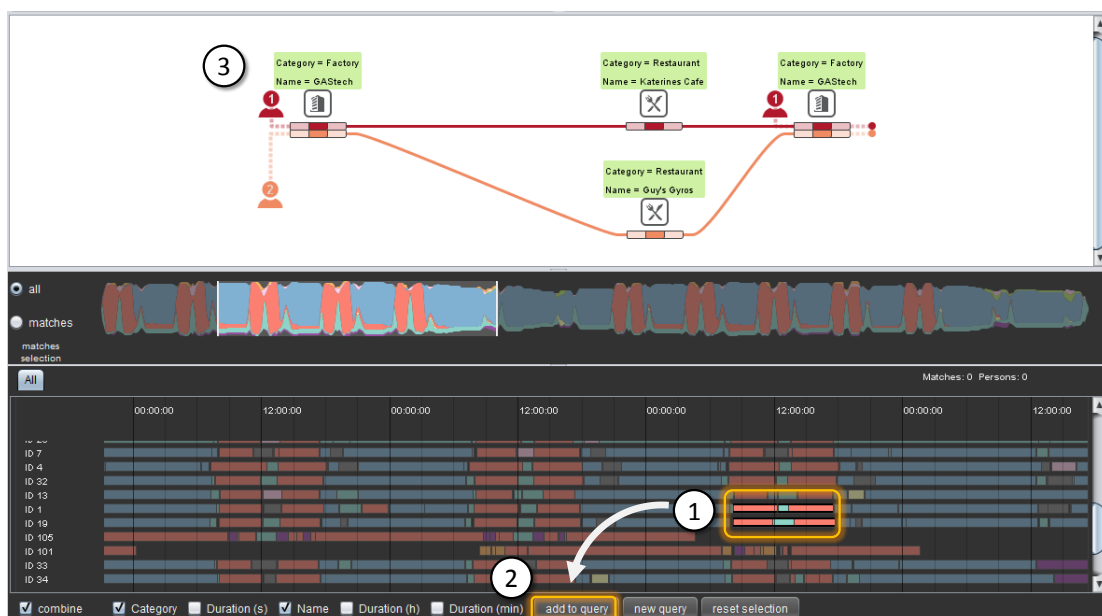 3
Category = Factory
Name = GAStech
Category = Restaurant
Name = Katerines Cafe
Category = Factory
Name = GAStech
1
1
Category = Restaurant
Name = Guy's Gyros
2
all
matches
matches
selection
All
Matches: 0 Persons: 0
00:00:00 12:00:00 00:00:00 12:00:00 00:00:00 12:00:00 00:00:00 12:00:00
ID 7
ID 4
ID 32
ID 13
ID 1
ID 19
ID 105
ID 101
ID 33
ID 34
1
2
combine Category Duration (s) Name Duration (h) Duration (min) add to query new query reset selection